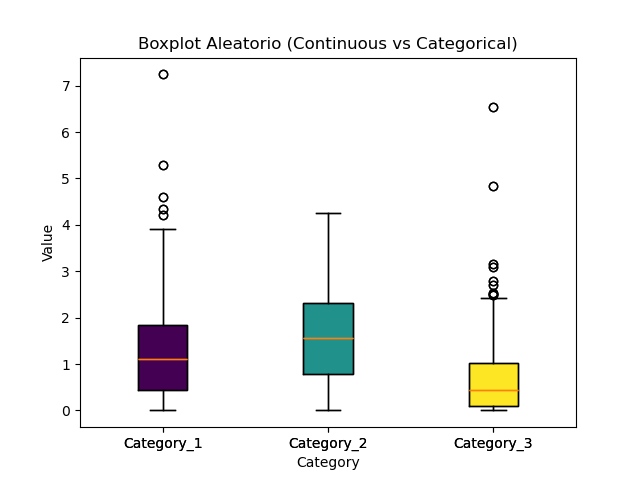 Boxplot Aleatorio (Continuous vs Categorical)
7
6
5
4
3
2
1
0
Value
Category_1
Category_2
Category_3
Category